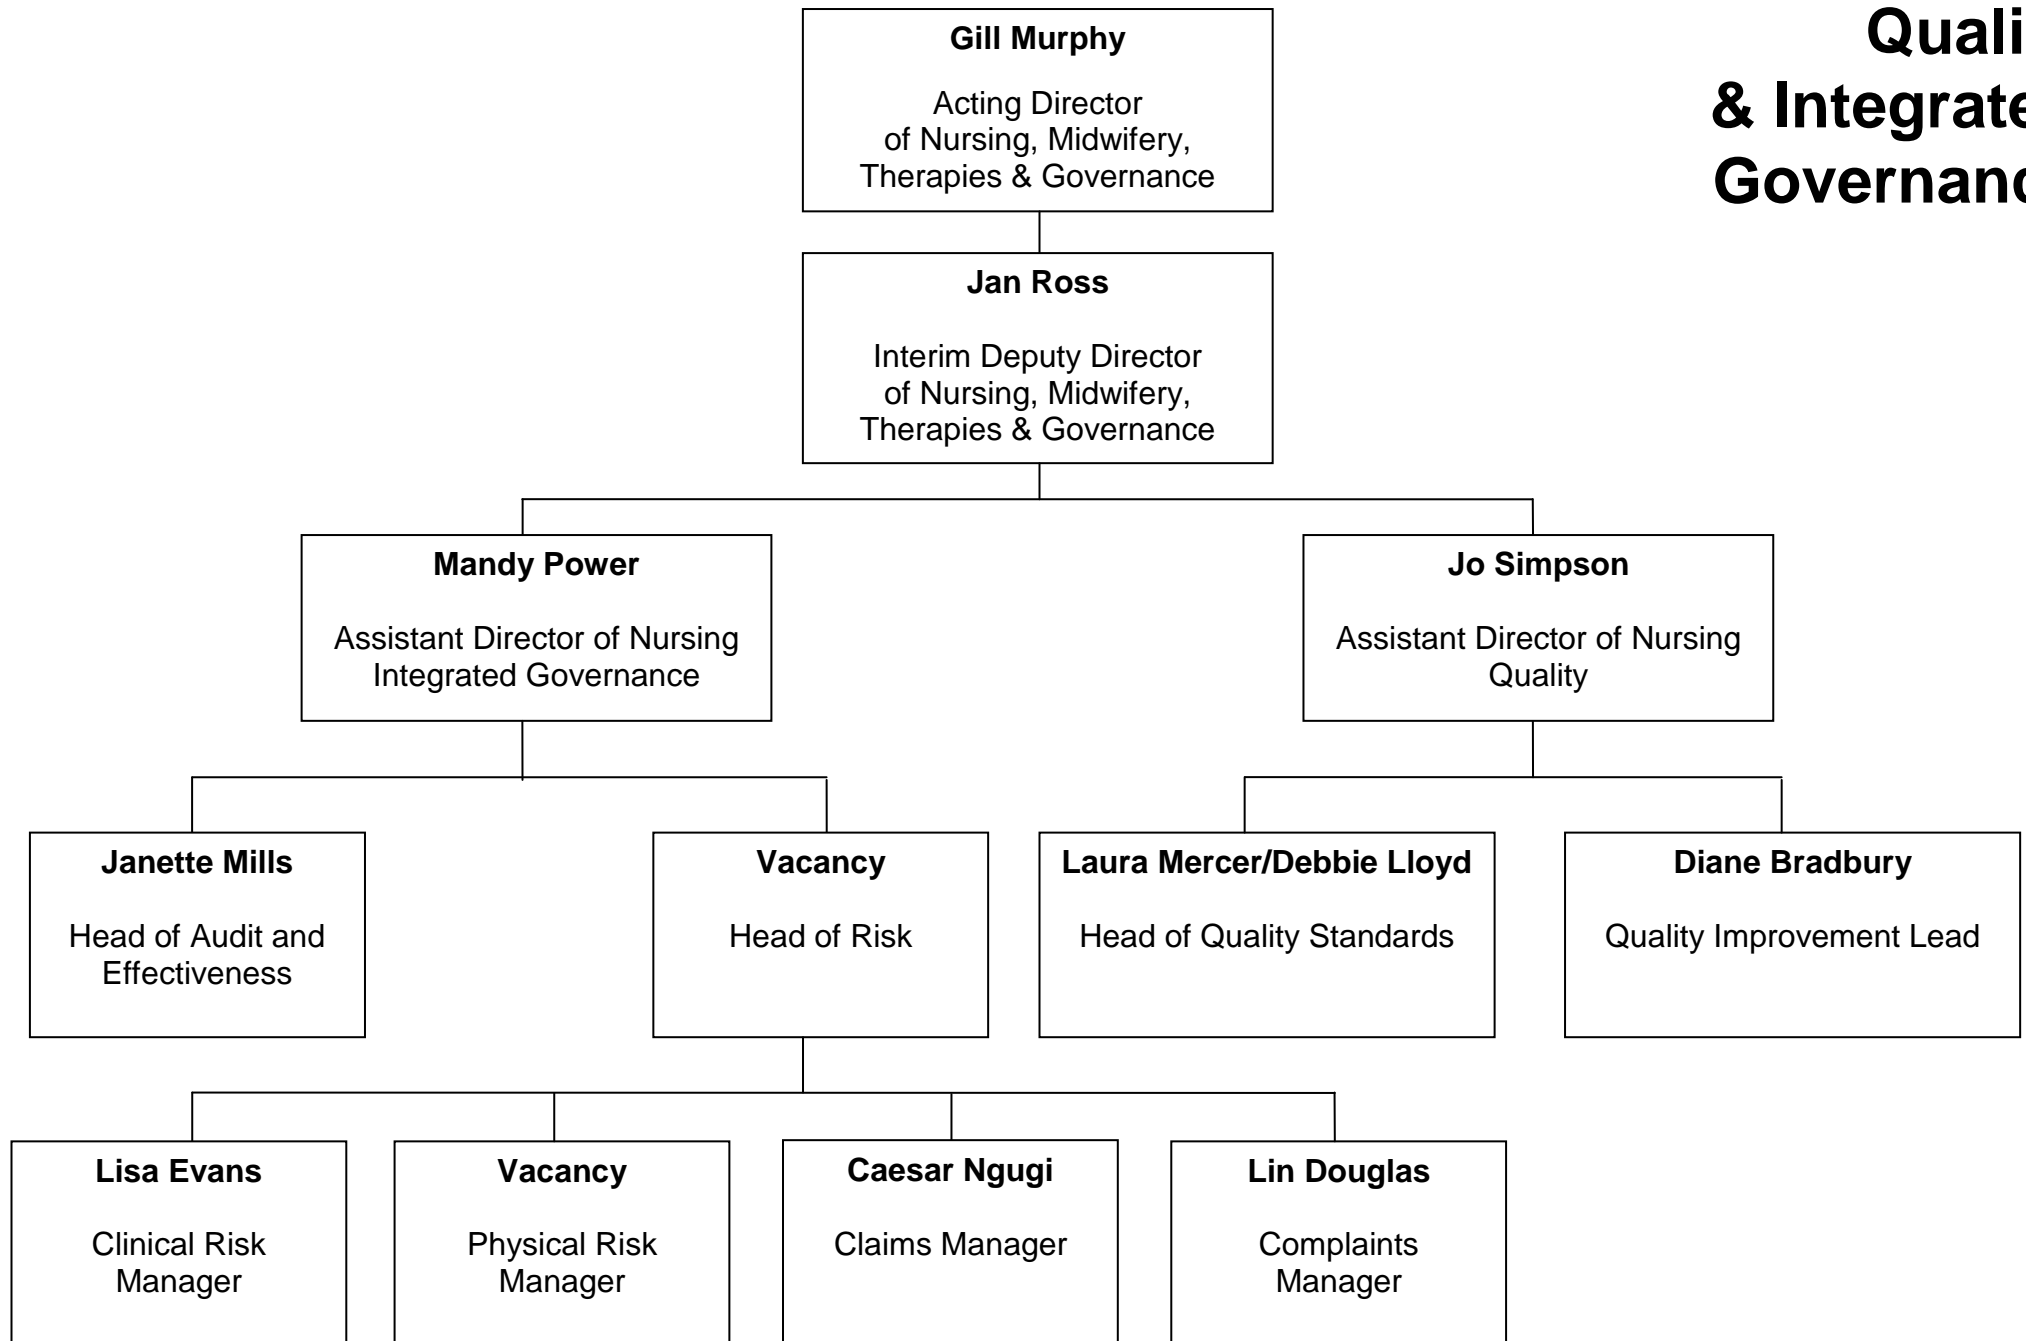 Quali
& Integrate
Governanc
Gill Murphy
Acting Director
of Nursing, Midwifery,
Therapies & Governance
Jan Ross
Interim Deputy Director
of Nursing, Midwifery,
Therapies & Governance
Mandy Power
Assistant Director of Nursing
Integrated Governance
Jo Simpson
Assistant Director of Nursing
Quality
Janette Mills
Head of Audit and
Effectiveness
Vacancy
Head of Risk
Laura Mercer/Debbie Lloyd
Head of Quality Standards
Diane Bradbury
Quality Improvement Lead
Lisa Evans
Clinical Risk
Manager
Vacancy
Physical Risk
Manager
Caesar Ngugi
Claims Manager
Lin Douglas
Complaints
Manager